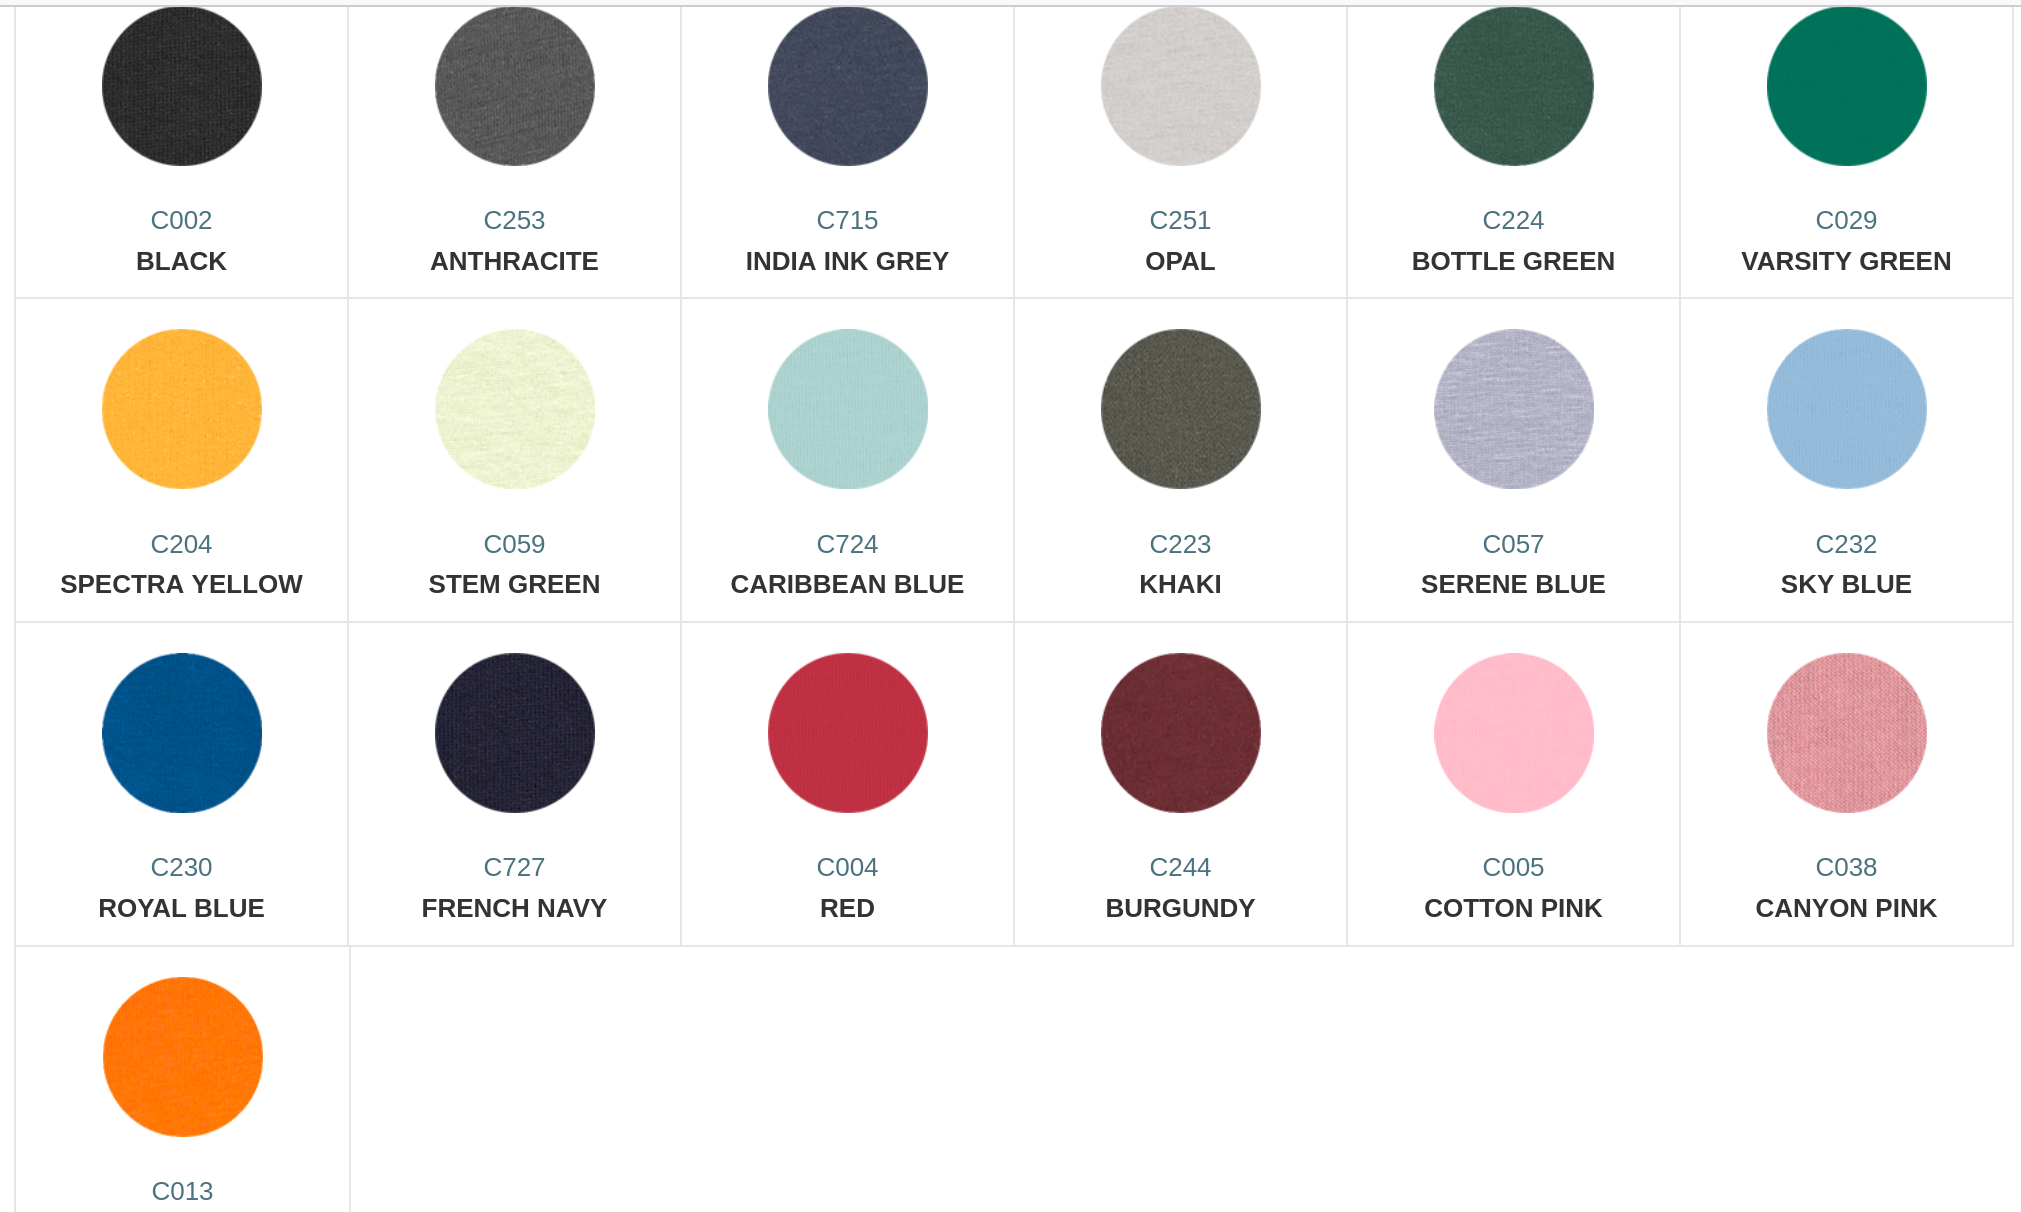 C002
BLACK
C253
ANTHRACITE
C715
INDIA INK GREY
C251
OPAL
C224
BOTTLE GREEN
C029
VARSITY GREEN
C204
SPECTRA YELLOW
C059
STEM GREEN
C724
CARIBBEAN BLUE
C223
KHAKI
C057
SERENE BLUE
C232
SKY BLUE
C230
ROYAL BLUE
C727
FRENCH NAVY
C004
RED
C244
BURGUNDY
C005
COTTON PINK
C038
CANYON PINK
C013